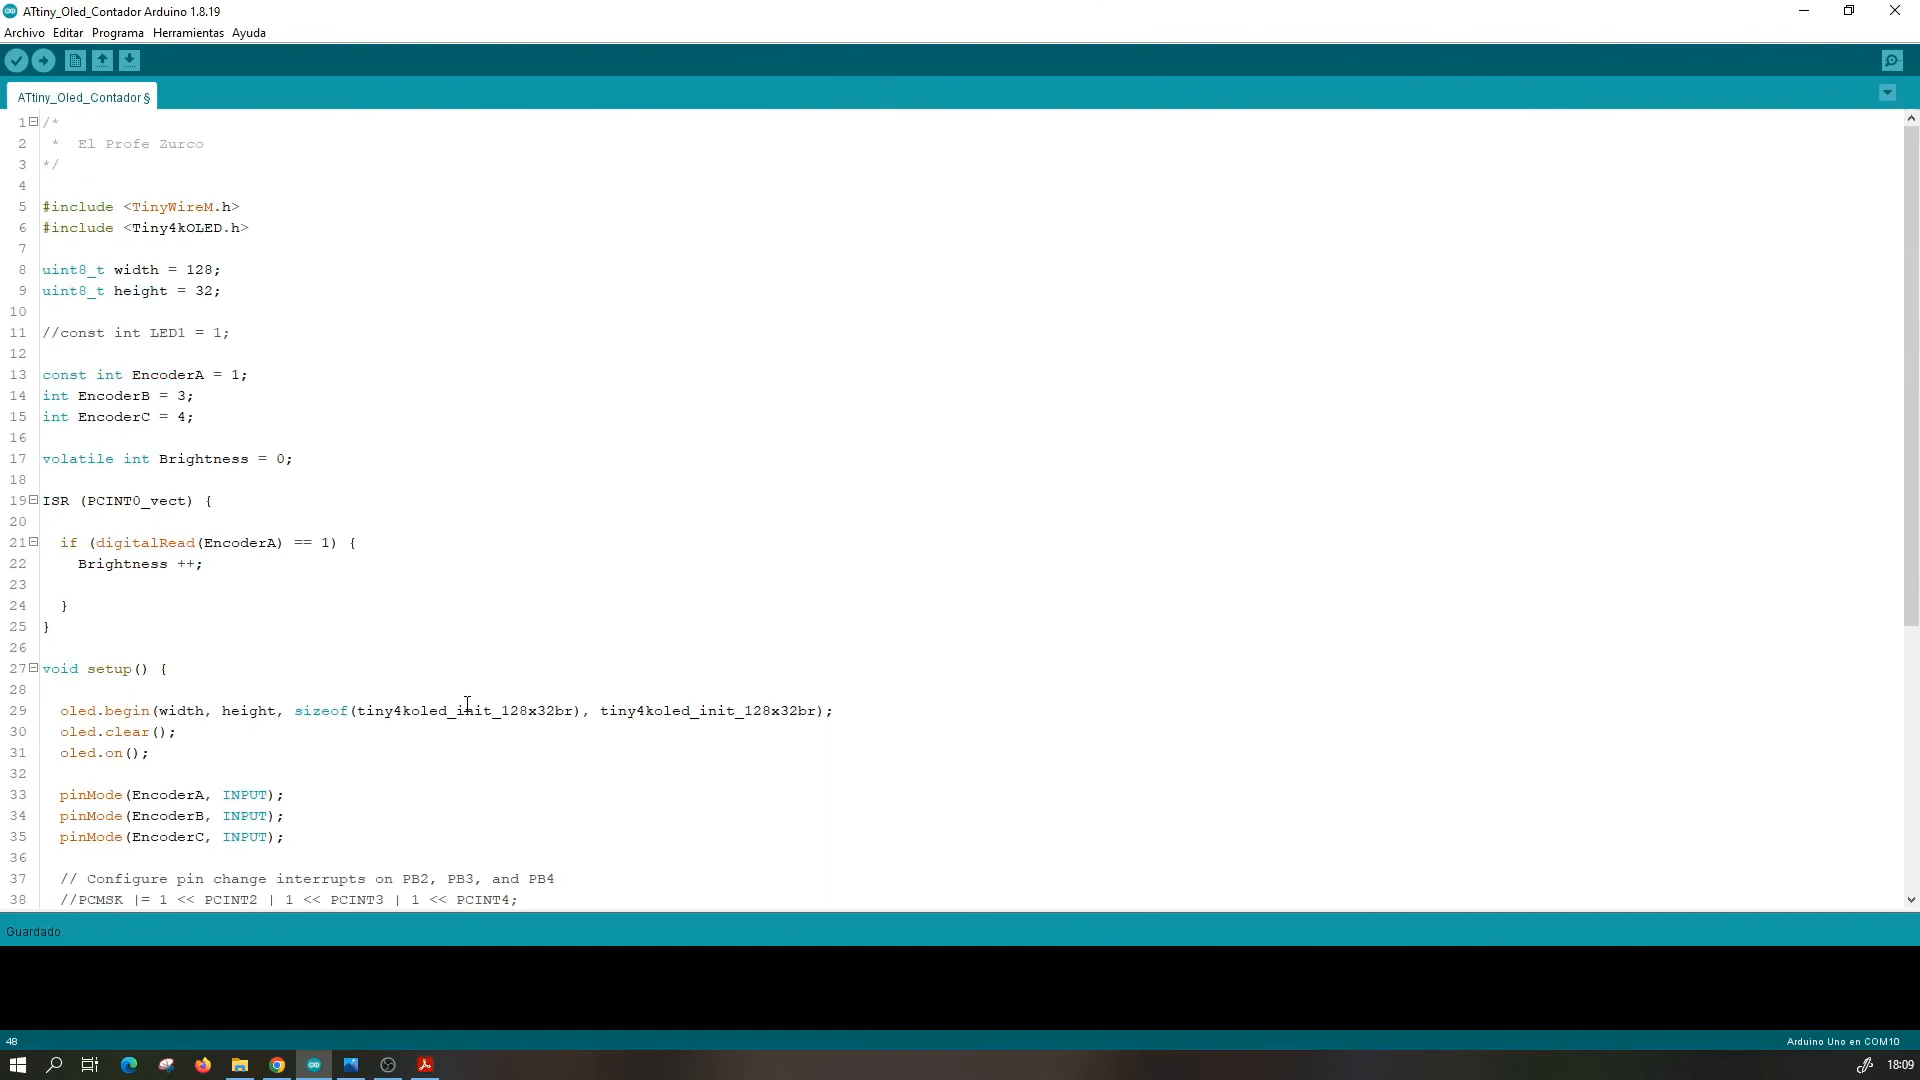 ATtiny_Oled_Contador Arduino 1.8.19
Archivo Editar Programa Herramientas Ayuda
ATtiny_Oled_Contador §
1 /*
2 * El Profe Zurco
3 */
4
5 #include <TinyWireM.h>
6 #include <Tiny4kOLED.h>
7
8 uint8_t width = 128;
9 uint8_t height = 32;
10
11 //const int LED1 = 1;
12
13 const int EncoderA = 1;
14 int EncoderB = 3;
15 int EncoderC = 4;
16
17 volatile int Brightness = 0;
18
19 ISR (PCINT0_vect) {
20
21 if (digitalRead(EncoderA) == 1) {
22 Brightness ++;
23
24 }
25 }
26
27 void setup() {
28
29 oled.begin(width, height, sizeof(tiny4koled_init_128x32br), tiny4koled_init_128x32br);
30 oled.clear();
31 oled.on();
32
33 pinMode(EncoderA, INPUT);
34 pinMode(EncoderB, INPUT);
35 pinMode(EncoderC, INPUT);
36
37 // Configure pin change interrupts on PB2, PB3, and PB4
38 //PCMSK |= 1 << PCINT2 | 1 << PCINT3 | 1 << PCINT4;
Guardado.
48
Arduino Uno en COM10
18:09